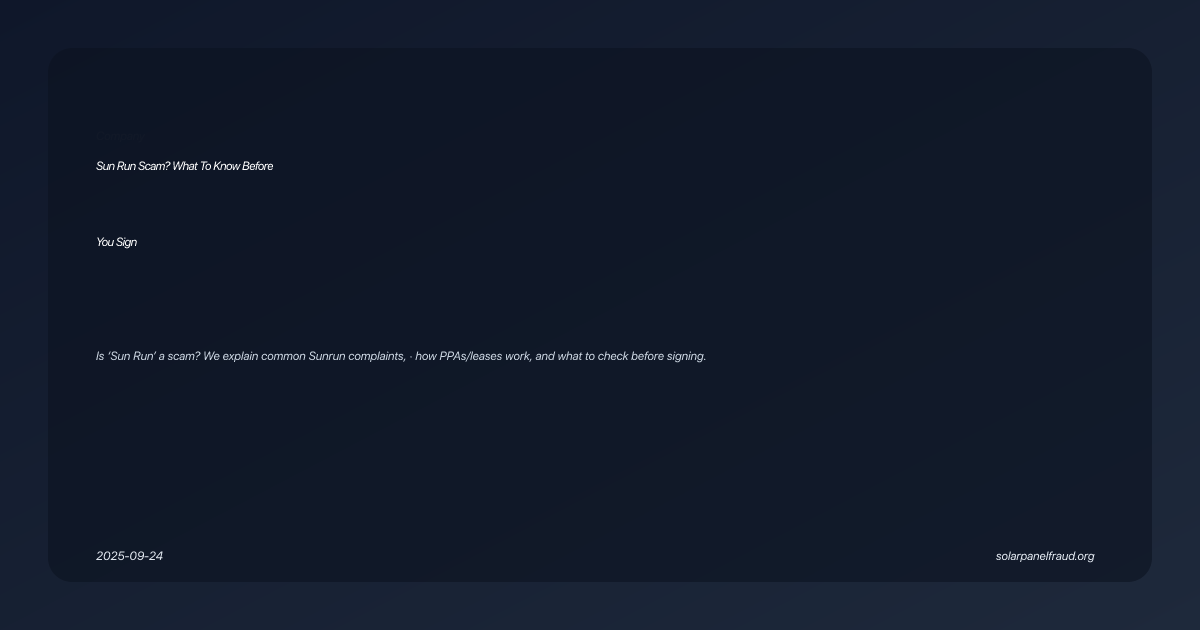 Sun Run Scam? What To Know Before
You Sign
Is ‘Sun Run’ a scam? We explain common Sunrun complaints, · how PPAs/leases work, and what to check before signing.
2025-09-24
solarpanelfraud.org